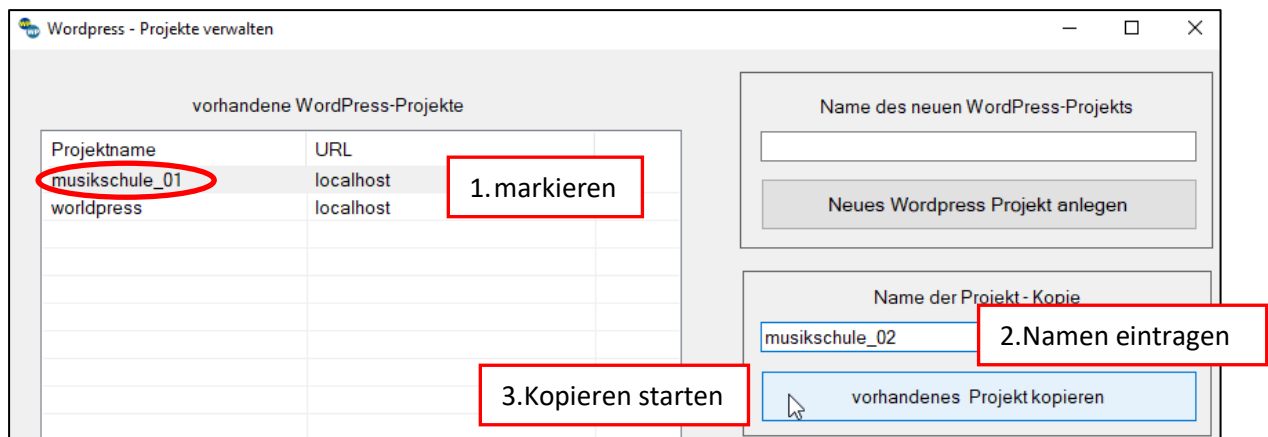 Wordpress - Projekte verwalten
vorhandene WordPress-Projekte
Projektname URL
musikschule_01 localhost
worldpress localhost
1.markieren
Name des neuen WordPress-Projekts
Neues Wordpress Projekt anlegen
Name der Projekt - Kopie
musikschule_02
2.Namen eintragen
3.Kopieren starten
vorhandenes Projekt kopieren